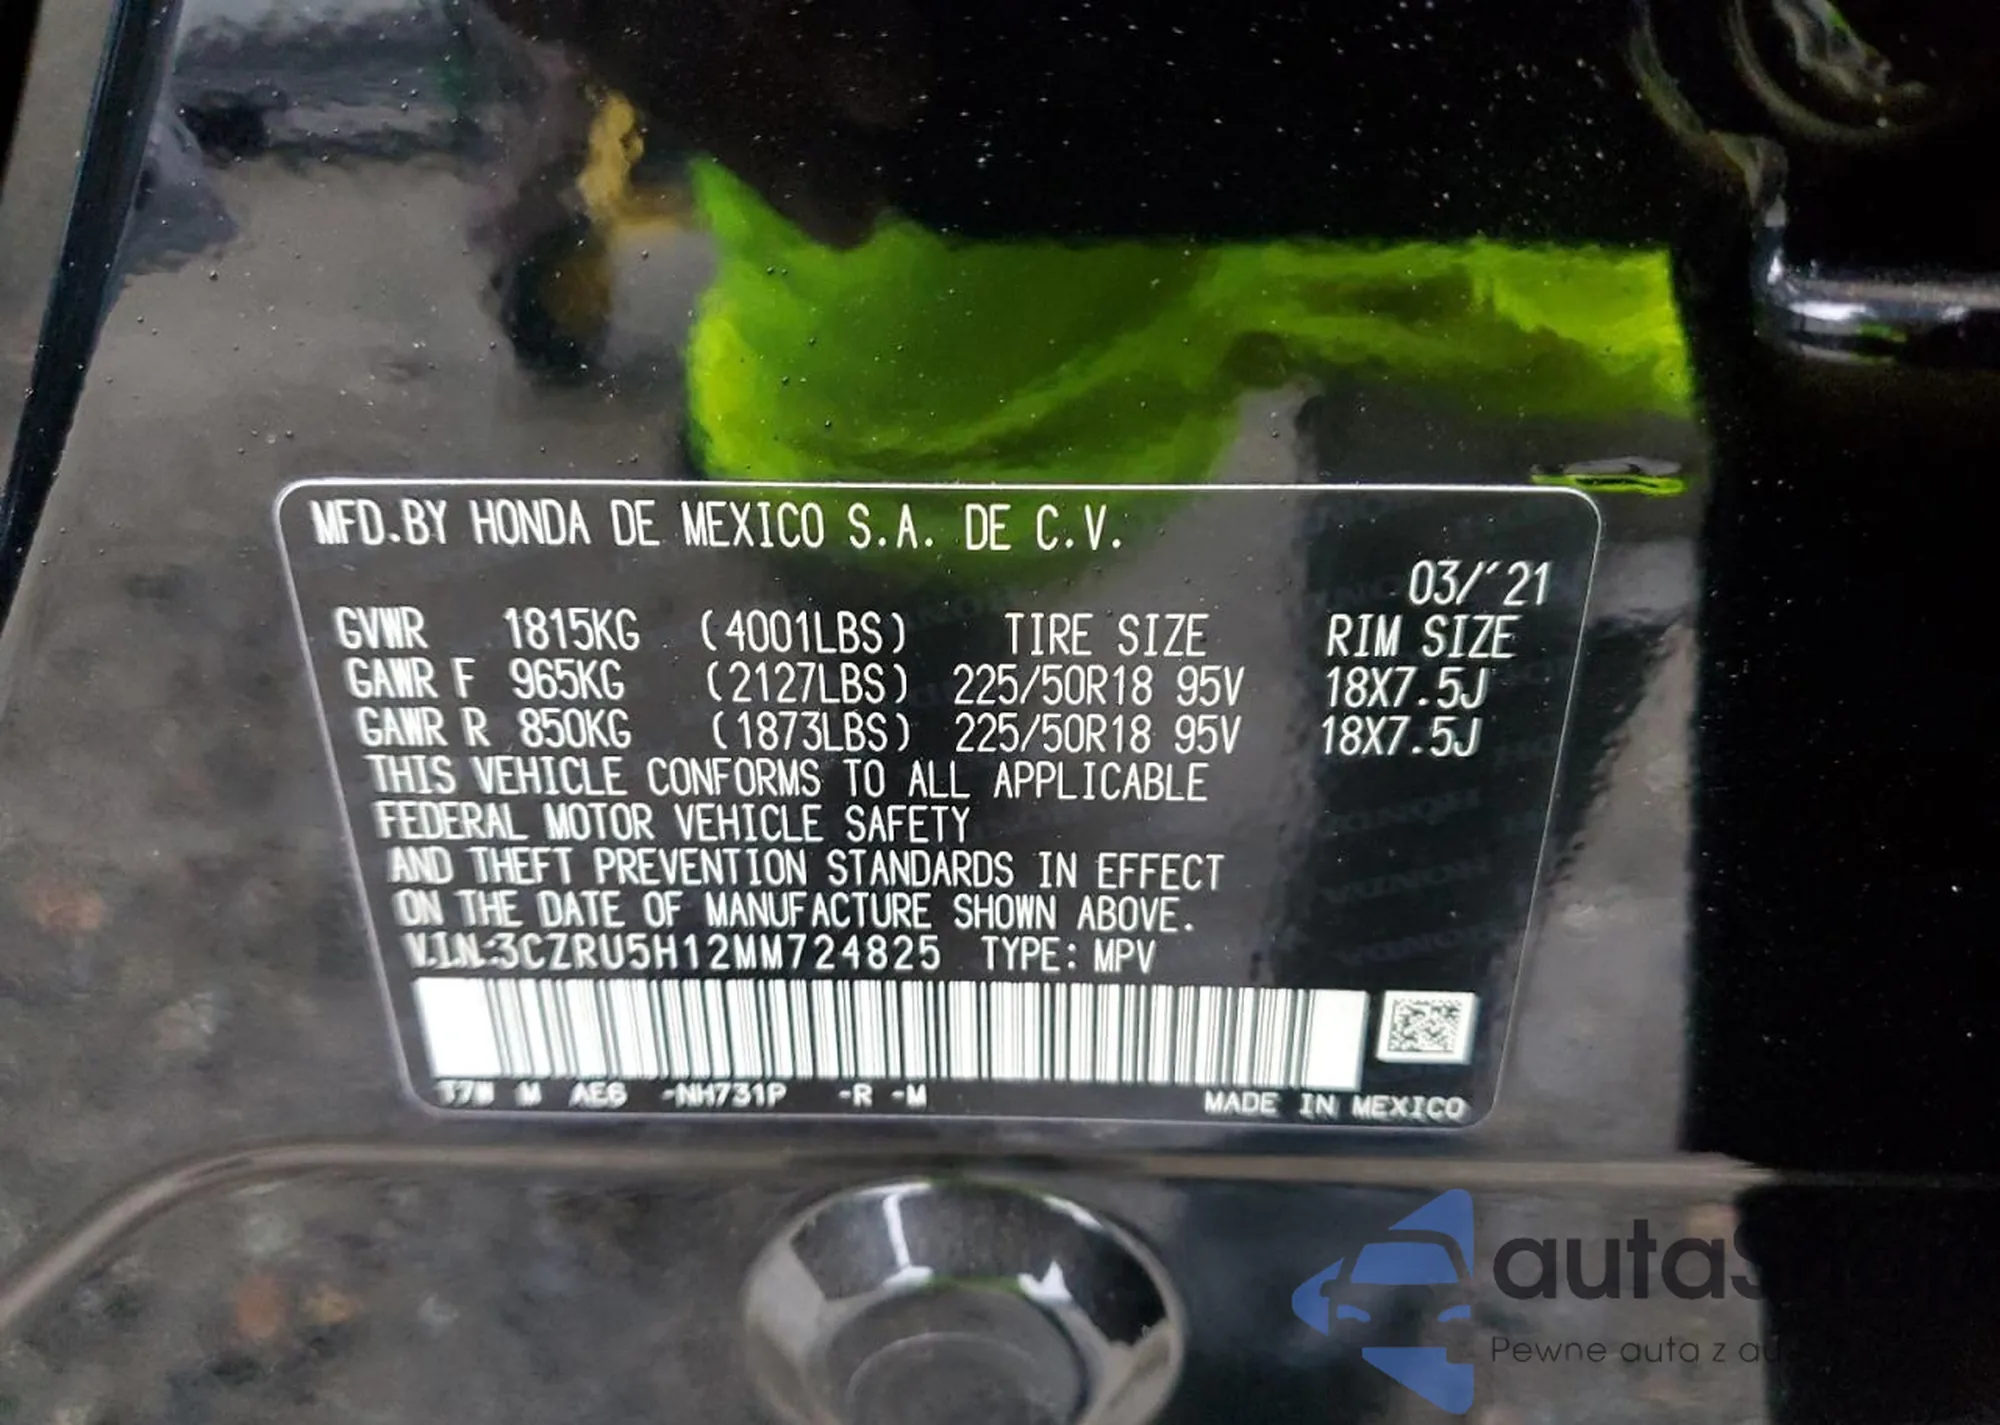 MFD.BY HONDA DE MEXICO S.A. DE C.V.
03/'21
GVWR 1815KG (4001LBS) TIRE SIZE RIM SIZE
GAWR F 965KG (2127LBS) 225/50R18 95V 18X7.5J
GAWR R 850KG (1873LBS) 225/50R18 95V 18X7.5J
THIS VEHICLE CONFORMS TO ALL APPLICABLE
FEDERAL MOTOR VEHICLE SAFETY
AND THEFT PREVENTION STANDARDS IN EFFECT
ON THE DATE OF MANUFACTURE SHOWN ABOVE.
V.I.N:3CZRU5H12MM724825 TYPE: MPV
T7W M AE6 -NH731P -R -M MADE IN MEXICO
Pewne auta z